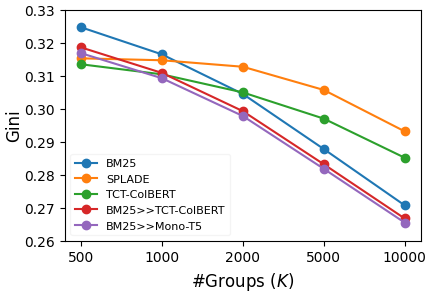 0.33
0.32
0.31
0.30
0.29
0.28
0.27
0.26
Gini
BM25
SPLADE
TCT-ColBERT
BM25>>TCT-ColBERT
BM25>>Mono-T5
500 1000 2000 5000 10000
#Groups (K)